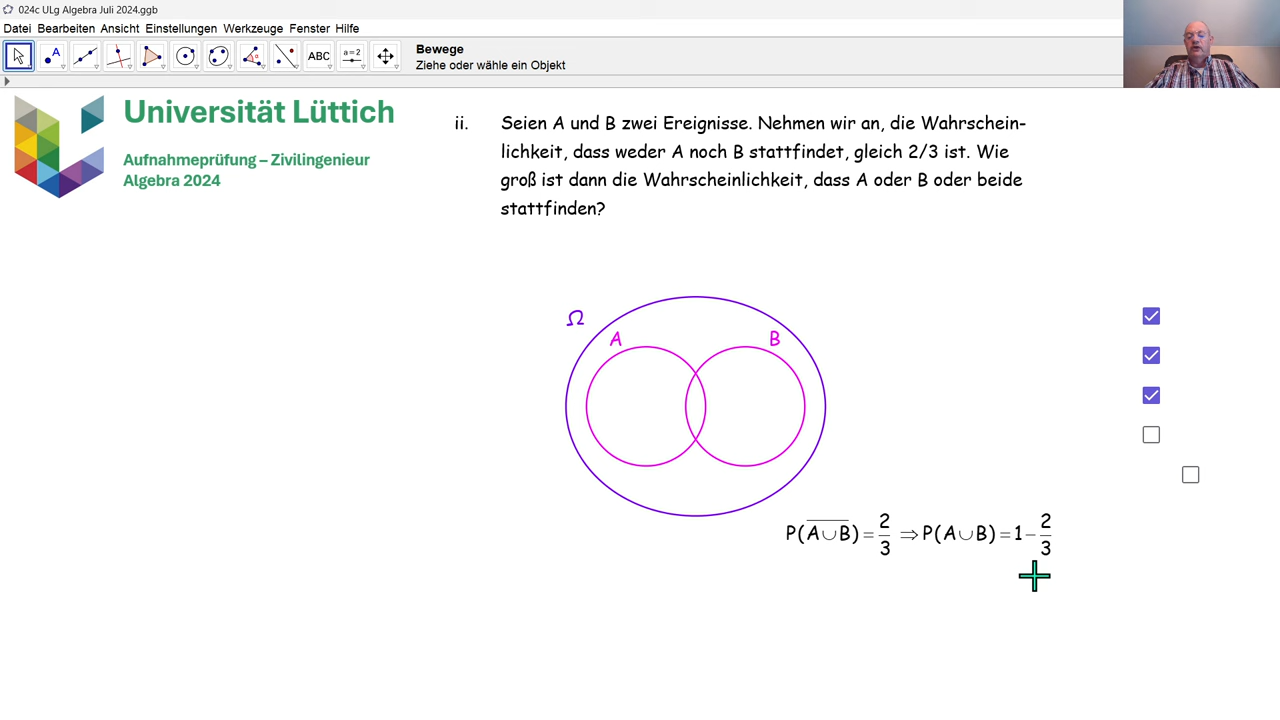 024c ULg Algebra Juli 2024.ggb
Datei Bearbeiten Ansicht Einstellungen Werkzeuge Fenster Hilfe
A ABC a=2 Bewege
Ziehe oder wähle ein Objekt
Universität Lüttich
Aufnahmeprüfung – Zivilingenieur
Algebra 2024
ii. Seien A und B zwei Ereignisse. Nehmen wir an, die Wahrschein-
lichkeit, dass weder A noch B stattfindet, gleich 2/3 ist. Wie
groß ist dann die Wahrscheinlichkeit, dass A oder B oder beide
stattfinden?
Ω
A B
P(A∪B̅) = 2/3 ⇒ P(A∪B) = 1 − 2/3